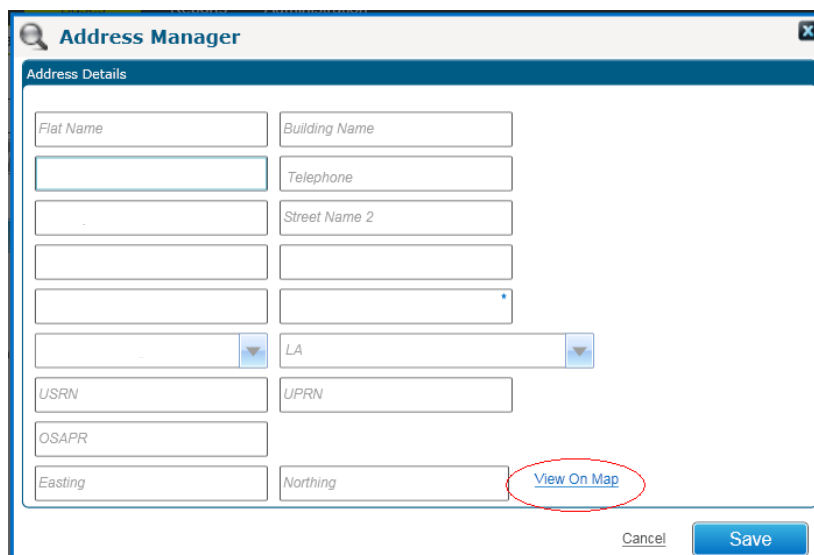 Address Manager
Address Details
Flat Name
Building Name
Telephone
Street Name 2
*
LA
USRN
UPRN
OSAPR
Easting
Northing
View On Map
Cancel
Save